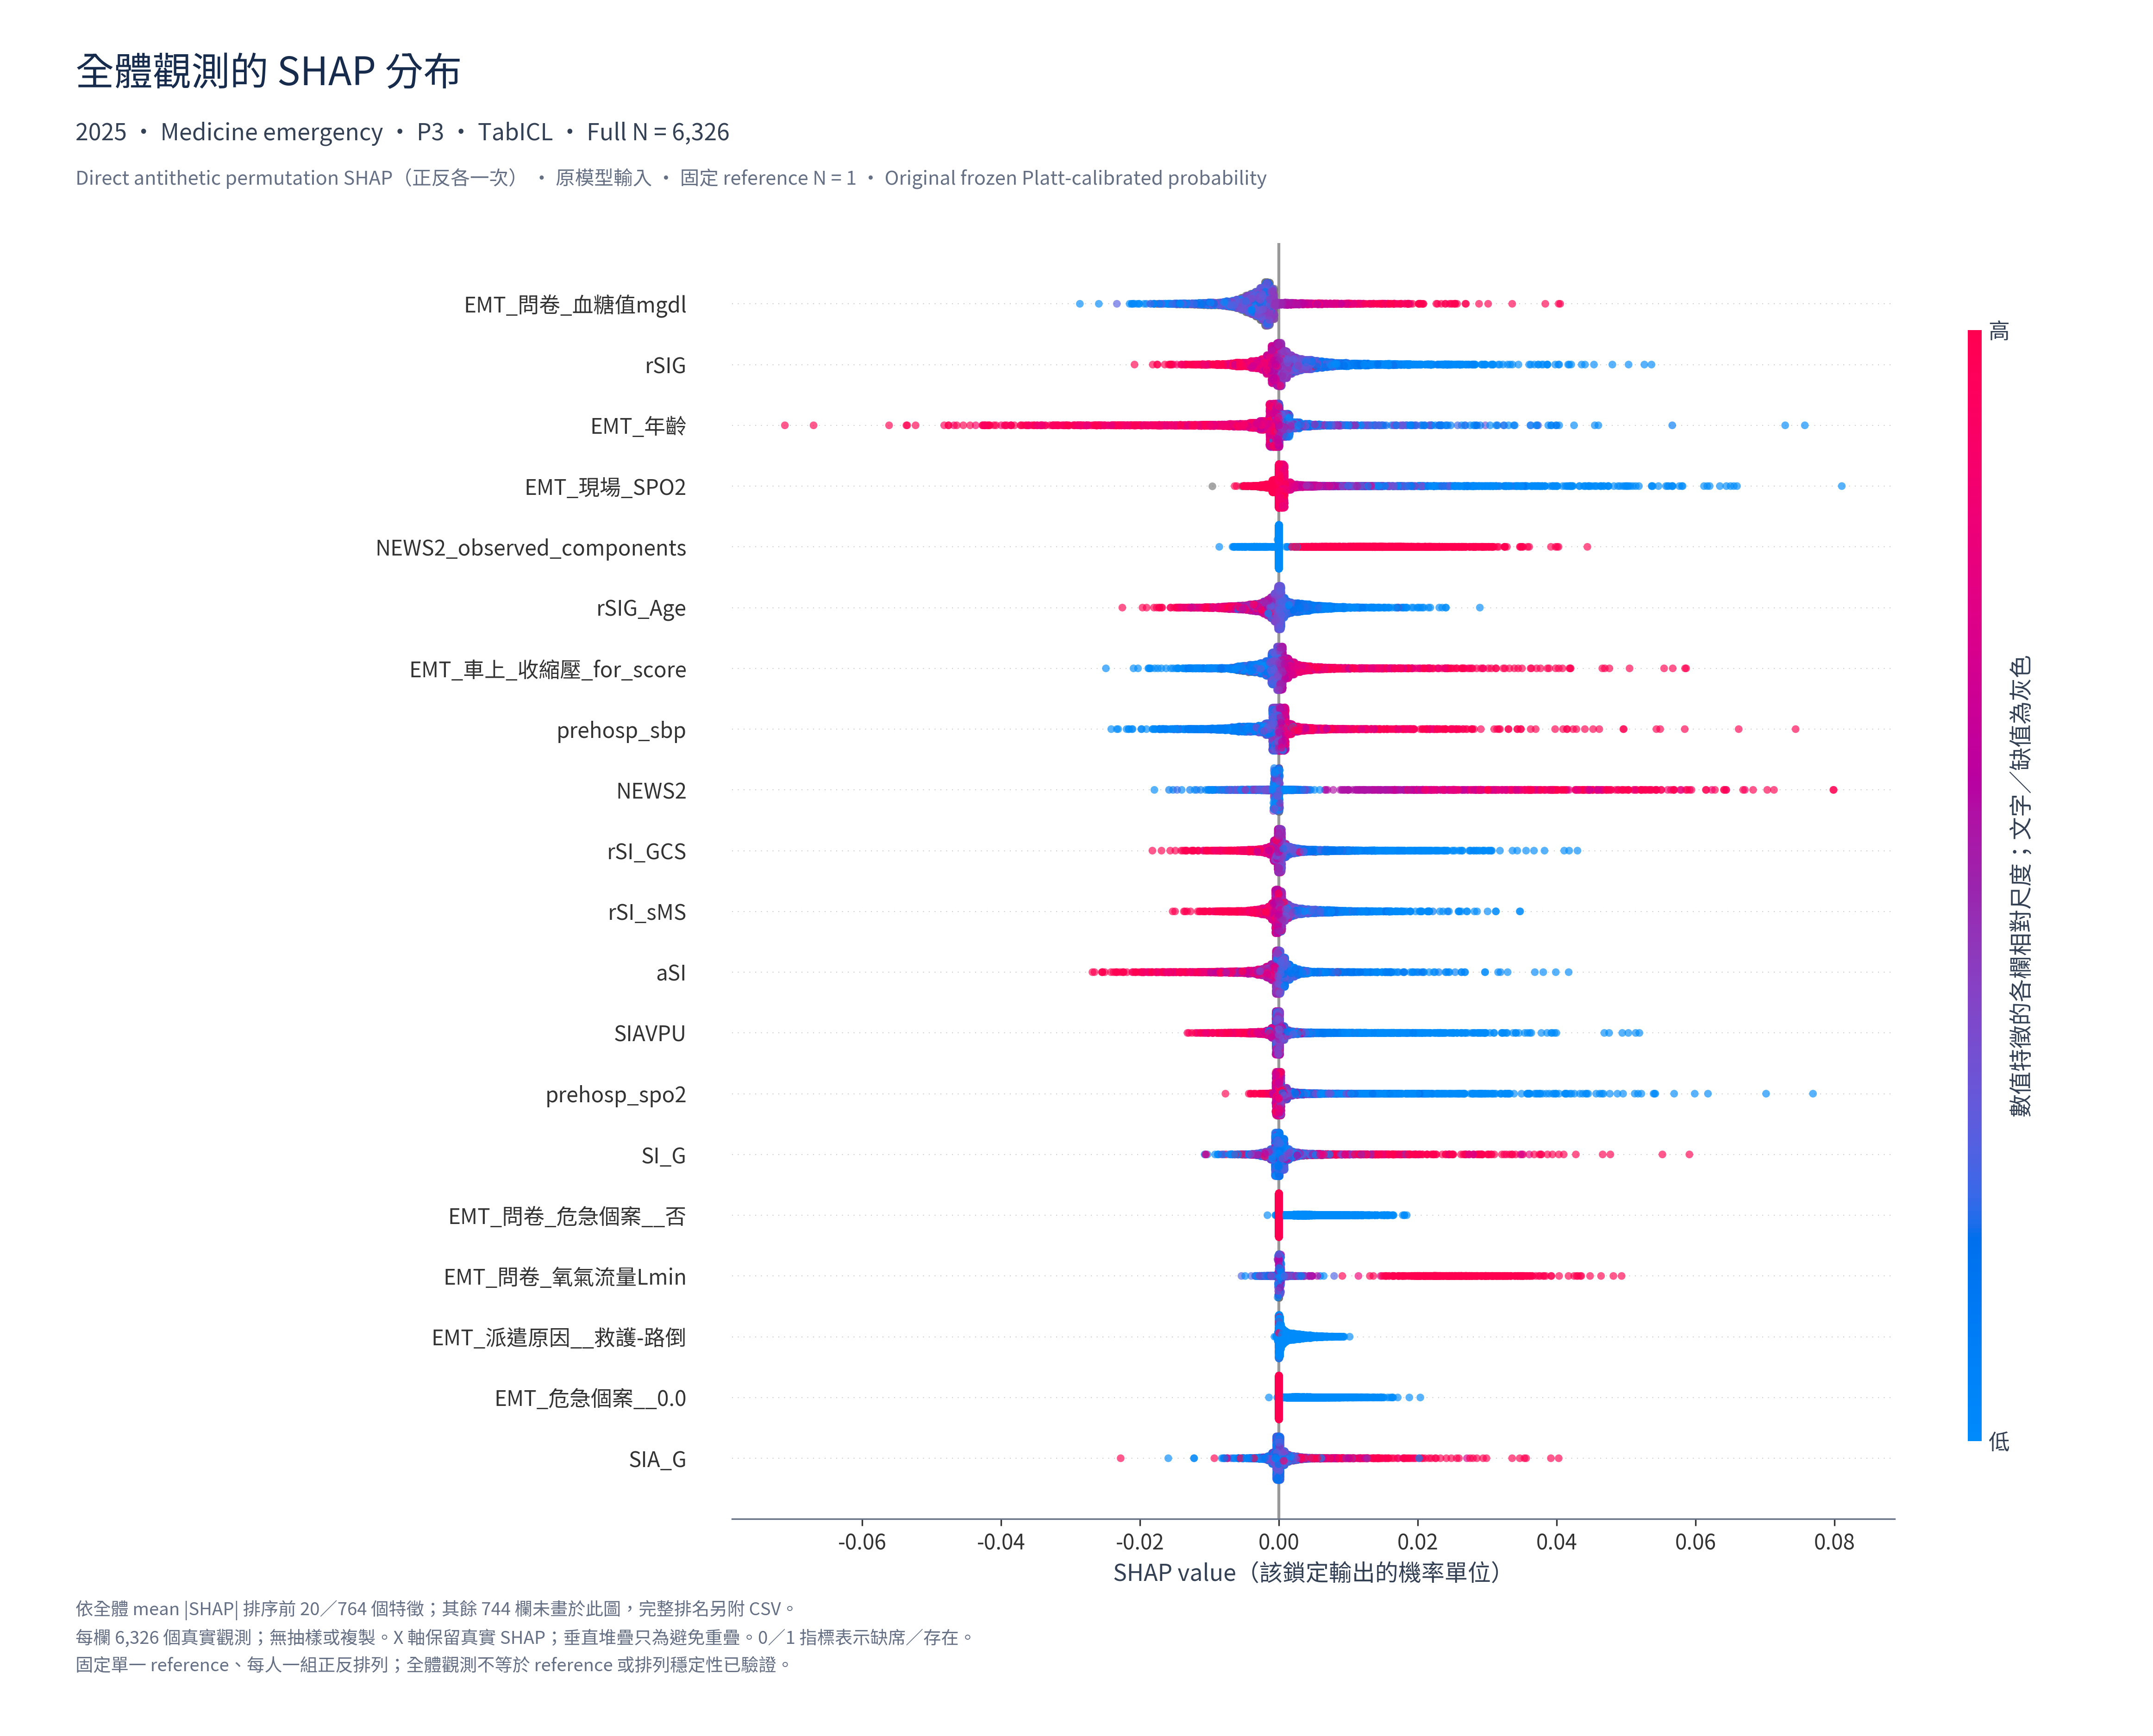 全體觀測的 SHAP 分布
2025 • Medicine emergency • P3 • TabICL • Full N = 6,326
Direct antithetic permutation SHAP（正反各一次） • 原模型輸入 • 固定 reference N = 1 • Original frozen Platt-calibrated probability
EMT_問卷_血糖值mgdl
rSIG
EMT_年齡
EMT_現場_SPO2
NEWS2_observed_components
rSIG_Age
EMT_車上_收縮壓_for_score
prehosp_sbp
NEWS2
rSI_GCS
rSI_sMS
aSI
SIAVPU
prehosp_spo2
SI_G
EMT_問卷_危急個案__否
EMT_問卷_氧氣流量Lmin
EMT_派遣原因__救護-路倒
EMT_危急個案__0.0
SIA_G
-0.06 -0.04 -0.02 0.00 0.02 0.04 0.06 0.08
SHAP value（該鎖定輸出的機率單位）
高
數值特徵的各欄相對尺度；文字／缺值為灰色
低
依全體 mean |SHAP| 排序前 20／764 個特徵；其餘 744 欄未畫於此圖，完整排名另附 CSV。
每欄 6,326 個真實觀測；無抽樣或複製。X 軸保留真實 SHAP；垂直堆疊只為避免重疊。0／1 指標表示缺席／存在。
固定單一 reference、每人一組正反排列；全體觀測不等於 reference 或排列穩定性已驗證。